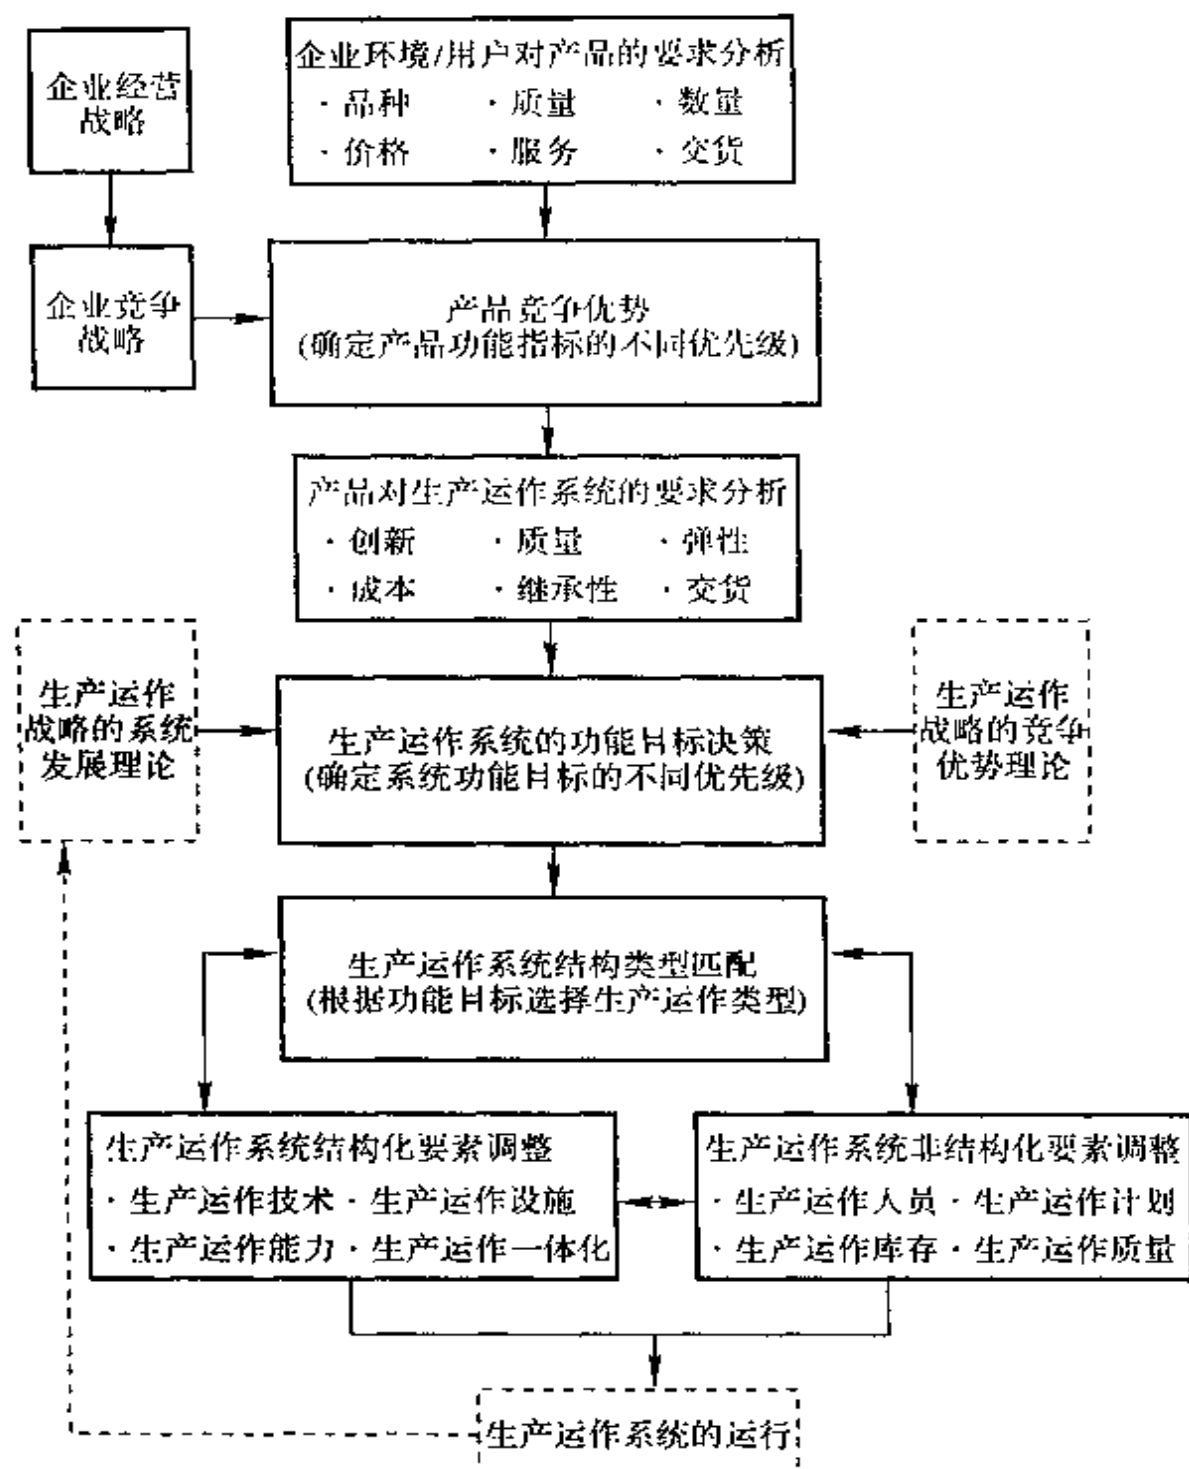 企业经营
战略
企业环境/用户对产品的要求分析
· 品种 · 质量 · 数量
· 价格 · 服务 · 交货
企业竞争
战略
产品竞争优势
(确定产品功能指标的不同优先级)
产品对生产运作系统的要求分析
· 创新 · 质量 · 弹性
· 成本 · 继承性 · 交货
生产运作
战略的系统
发展理论
生产运作系统的功能目标决策
(确定系统功能目标的不同优先级)
生产运作
战略的竞争
优势理论
生产运作系统结构类型匹配
(根据功能目标选择生产运作类型)
生产运作系统结构化要素调整
· 生产运作技术 · 生产运作设施
· 生产运作能力 · 生产运作一体化
生产运作系统非结构化要素调整
· 生产运作人员 · 生产运作计划
· 生产运作库存 · 生产运作质量
生产运作系统的运行